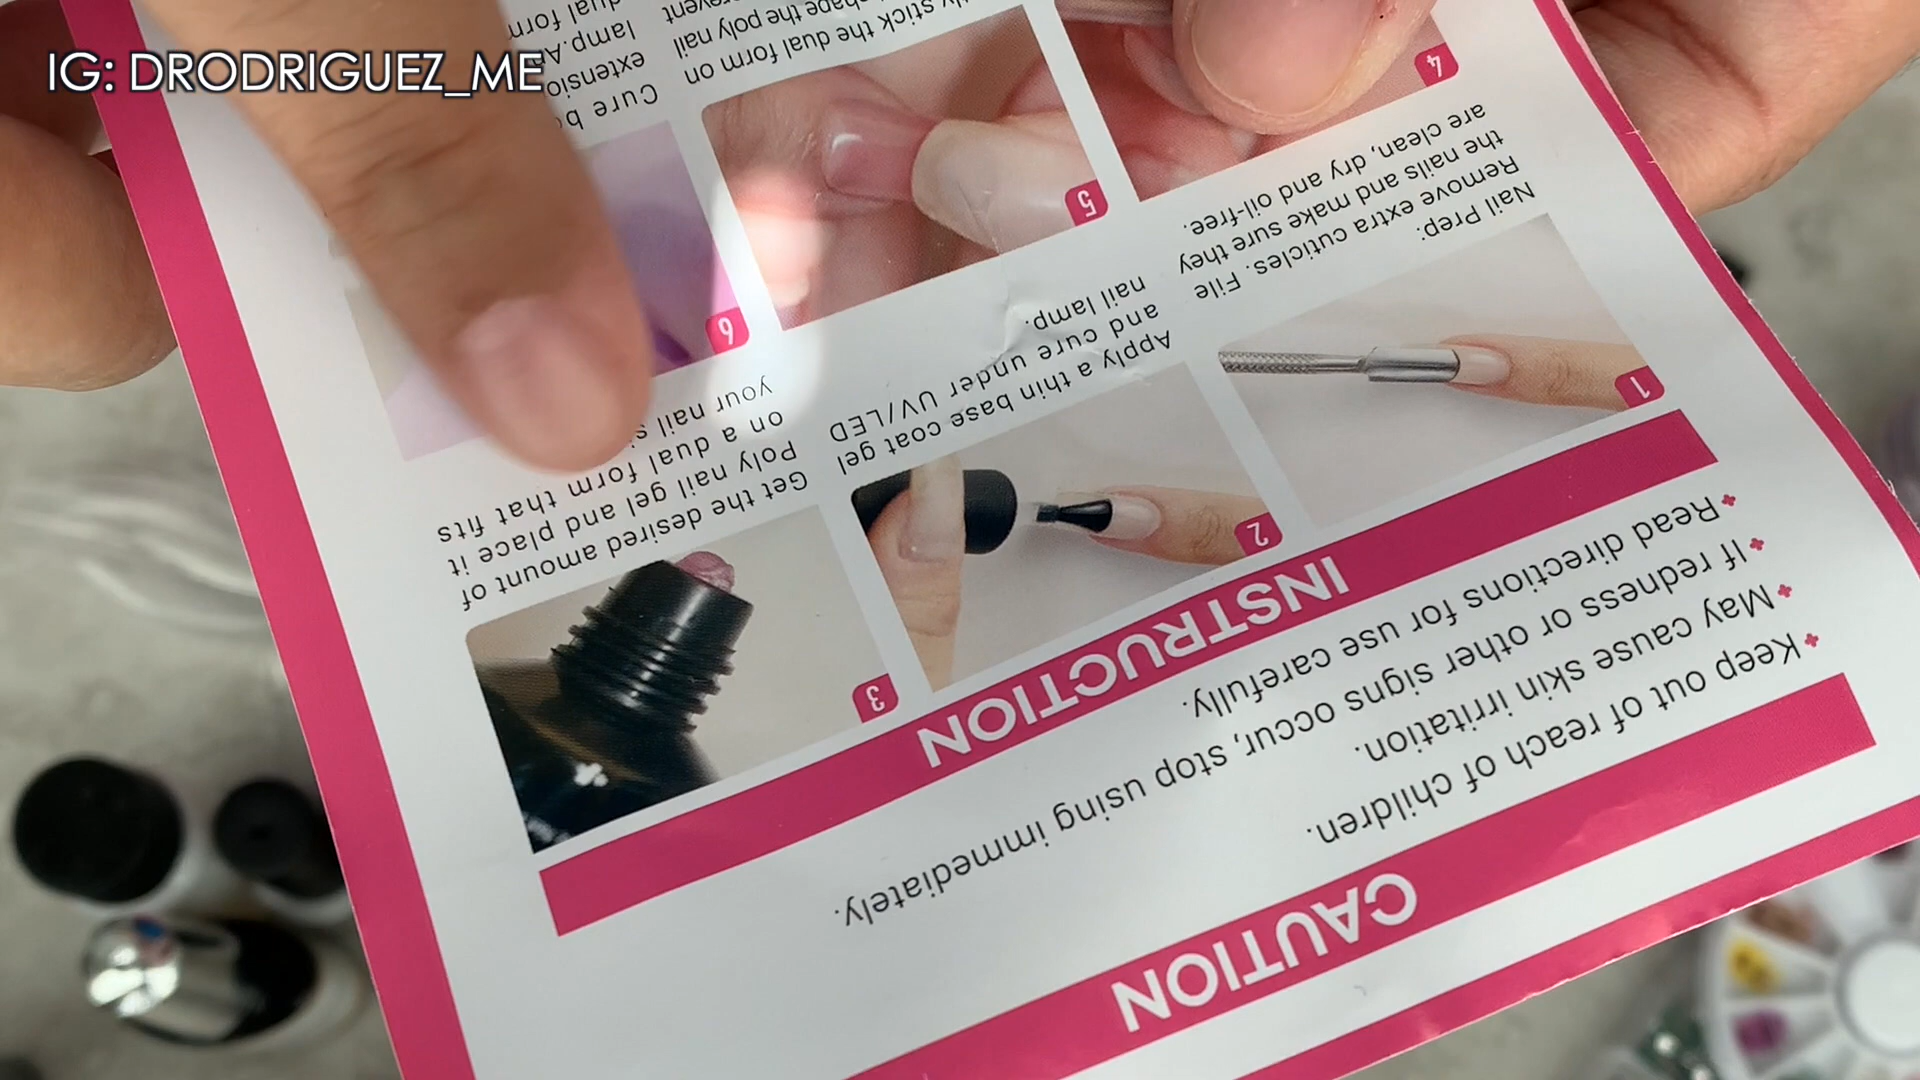 IG: DRODRIGUEZ_ME
CAUTION
Keep out of reach of children.
May cause skin irritation.
If redness or other signs occur, stop using immediately.
Read directions for use carefully.
INSTRUCTION
1
Nail Prep:
Remove extra cuticles. File
the nails and make sure they
are clean, dry and oil-free.
2
Apply a thin base coat gel
and cure under UV/LED
nail lamp.
3
Get the desired amount of
Poly nail gel and place it
on a dual form that fits
your nail
4
5
stick the dual form on
shape the poly nail
6
Cure
lamp.
dual form